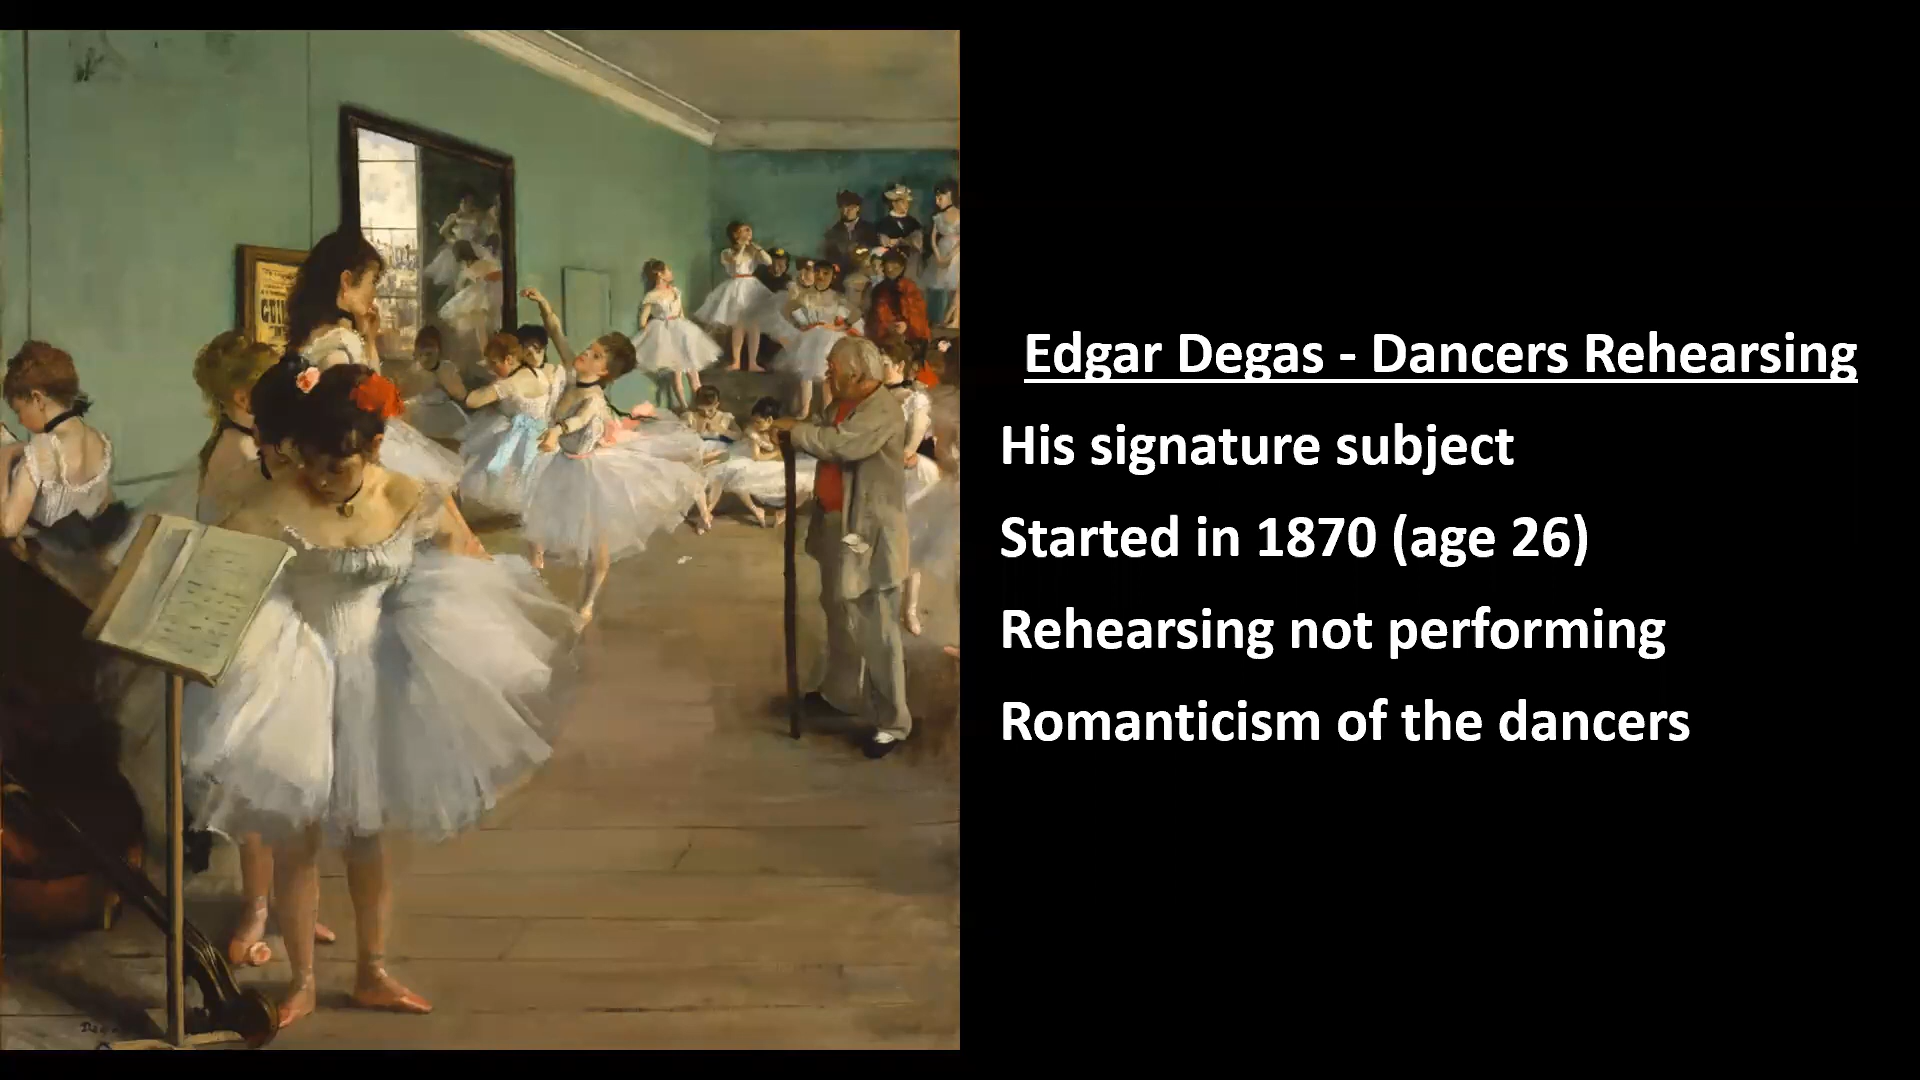 GUI
Edgar Degas - Dancers Rehearsing
His signature subject
Started in 1870 (age 26)
Rehearsing not performing
Romanticism of the dancers